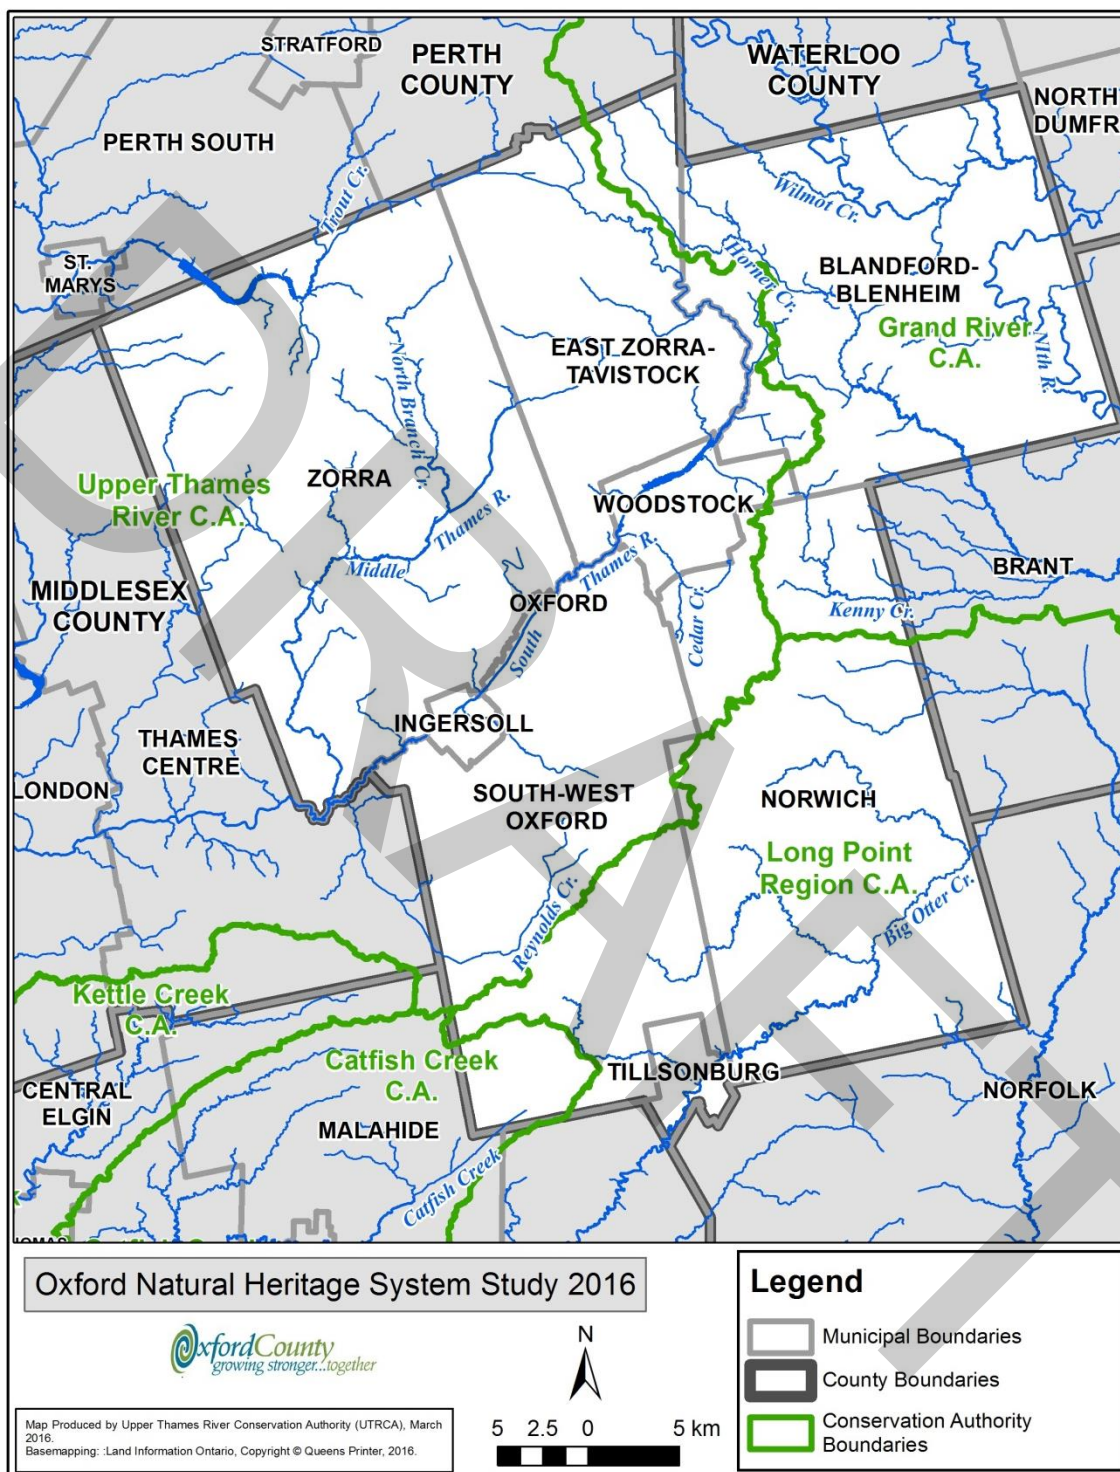 STRATFORD
PERTH
COUNTY
WATERLOO
COUNTY
NORTH
DUMFR
PERTH SOUTH
Trout Cr.
Wilmot Cr.
ST.
MARYS
Horner Cr.
BLANDFORD-
BLENHEIM
Grand River
C.A.
Nith R.
EAST ZORRA-
TAVISTOCK
North Branch Cr.
ZORRA
Upper Thames
River C.A.
WOODSTOCK
Middle Thames R.
Thames R.
BRANT
MIDDLESEX
COUNTY
OXFORD
Kenny Cr.
Cedar Cr.
South
INGERSOLL
THAMES
CENTRE
LONDON
SOUTH-WEST
OXFORD
NORWICH
Long Point
Region C.A.
Reynolds Cr.
Big Otter Cr.
Kettle Creek
C.A.
Catfish Creek
C.A.
TILLSONBURG
CENTRAL
ELGIN
NORFOLK
MALAHIDE
Catfish Creek
DRAFT
Oxford Natural Heritage System Study 2016
OxfordCounty
growing stronger...together
Map Produced by Upper Thames River Conservation Authority (UTRCA), March
2016.
Basemapping: :Land Information Ontario, Copyright © Queens Printer, 2016.
N
5 2.5 0 5 km
Legend
Municipal Boundaries
County Boundaries
Conservation Authority
Boundaries